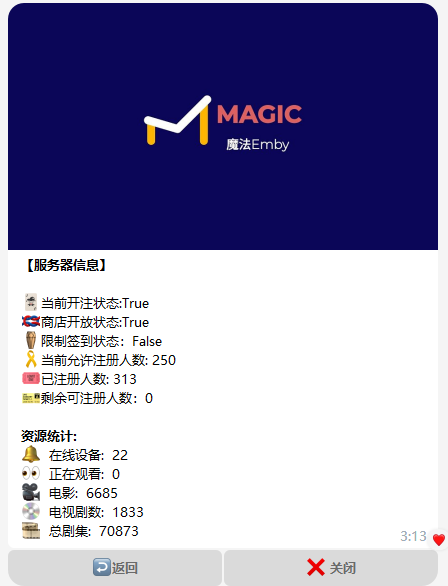 MAGIC
魔法Emby
【服务器信息】
当前开注状态:True
商店开放状态:True
限制签到状态：False
当前允许注册人数: 250
已注册人数: 313
剩余可注册人数：0
资源统计:
在线设备: 22
正在观看: 0
电影: 6685
电视剧数: 1833
总剧集: 70873
3:13
返回
关闭